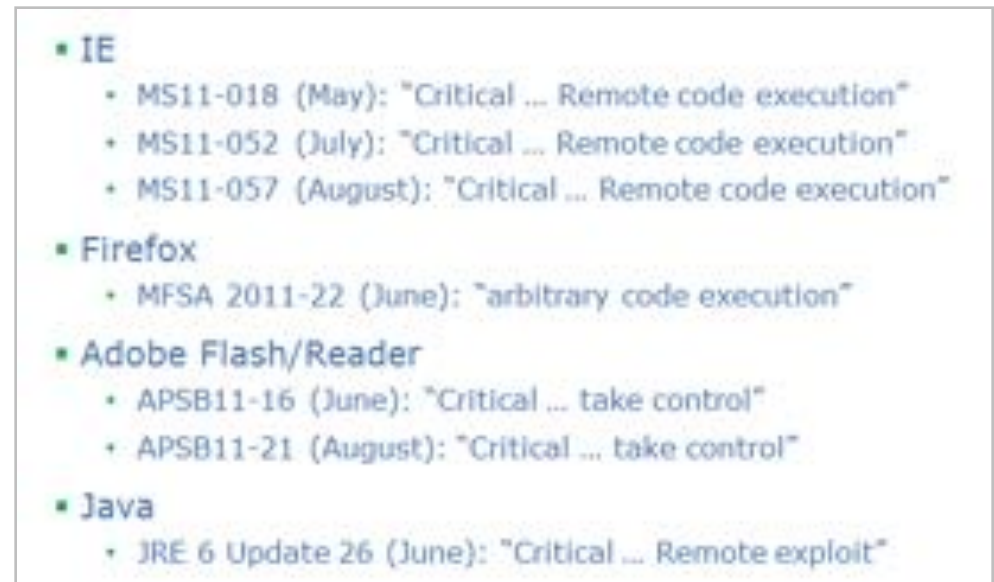 ▪ IE
• MS11-018 (May): "Critical ... Remote code execution"
• MS11-052 (July): "Critical ... Remote code execution"
• MS11-057 (August): "Critical ... Remote code execution"
▪ Firefox
• MFSA 2011-22 (June): "arbitrary code execution"
▪ Adobe Flash/Reader
• APSB11-16 (June): "Critical ... take control"
• APSB11-21 (August): "Critical ... take control"
▪ Java
• JRE 6 Update 26 (June): "Critical ... Remote exploit"